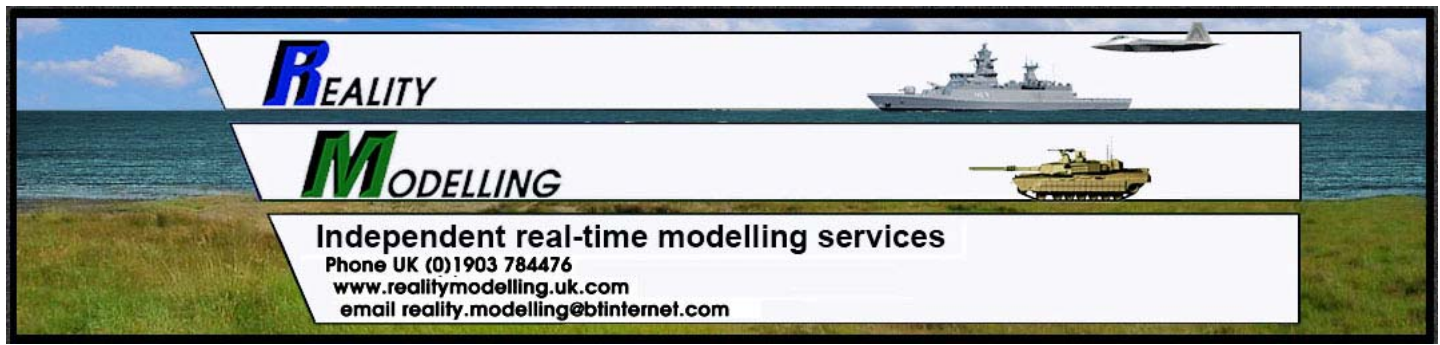 REALITY
MODELLING
Independent real-time modelling services
Phone UK (0)1903 784476
www.realitymodelling.uk.com
email reality.modelling@btinternet.com